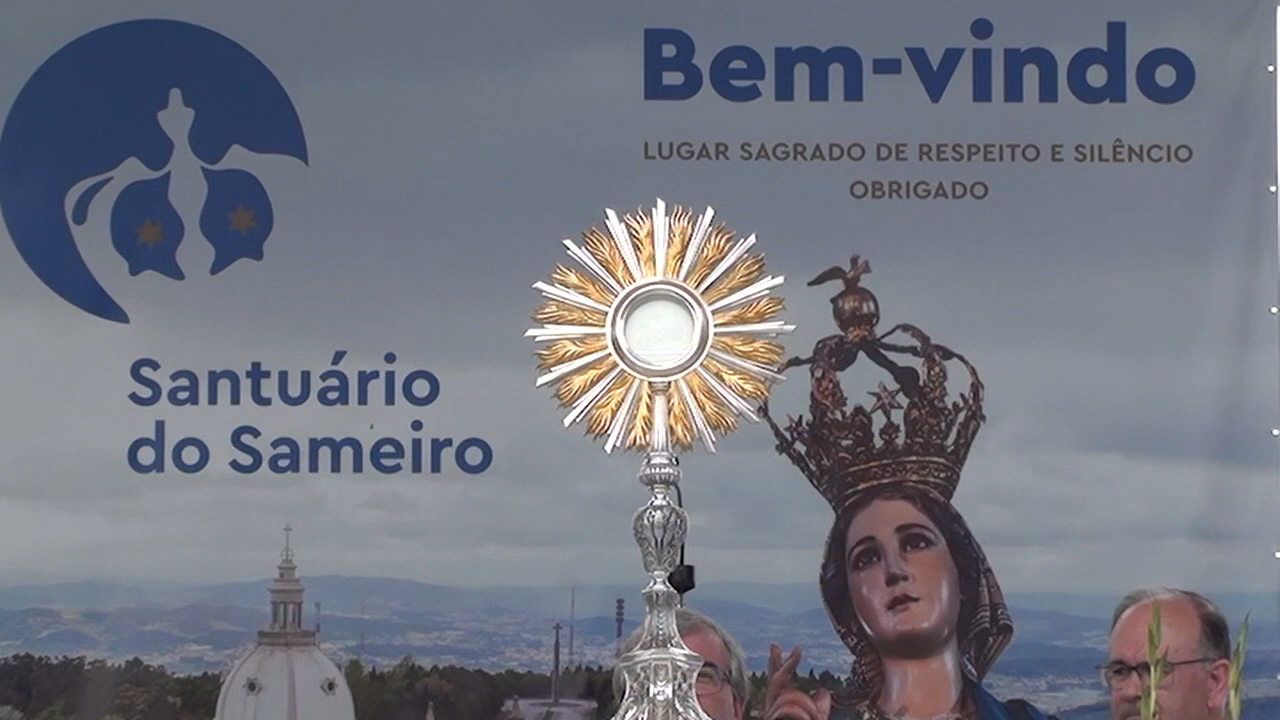 Bem-vindo
LUGAR SAGRADO DE RESPEITO E SILÊNCIO
OBRIGADO
Santuário
do Sameiro